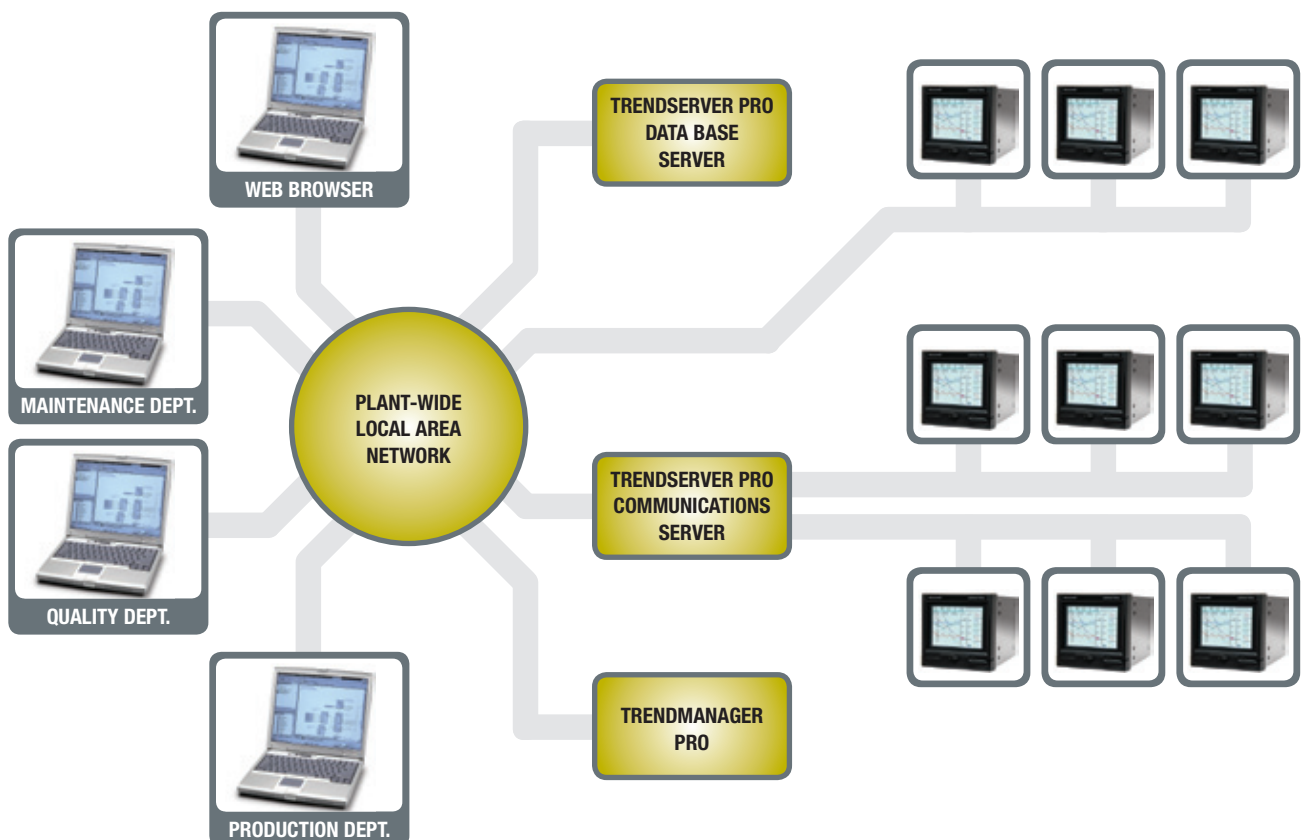 WEB BROWSER
TRENDSERVER PRO
DATA BASE
SERVER
MAINTENANCE DEPT.
PLANT-WIDE
LOCAL AREA
NETWORK
QUALITY DEPT.
TRENDSERVER PRO
COMMUNICATIONS
SERVER
PRODUCTION DEPT.
TRENDMANAGER
PRO